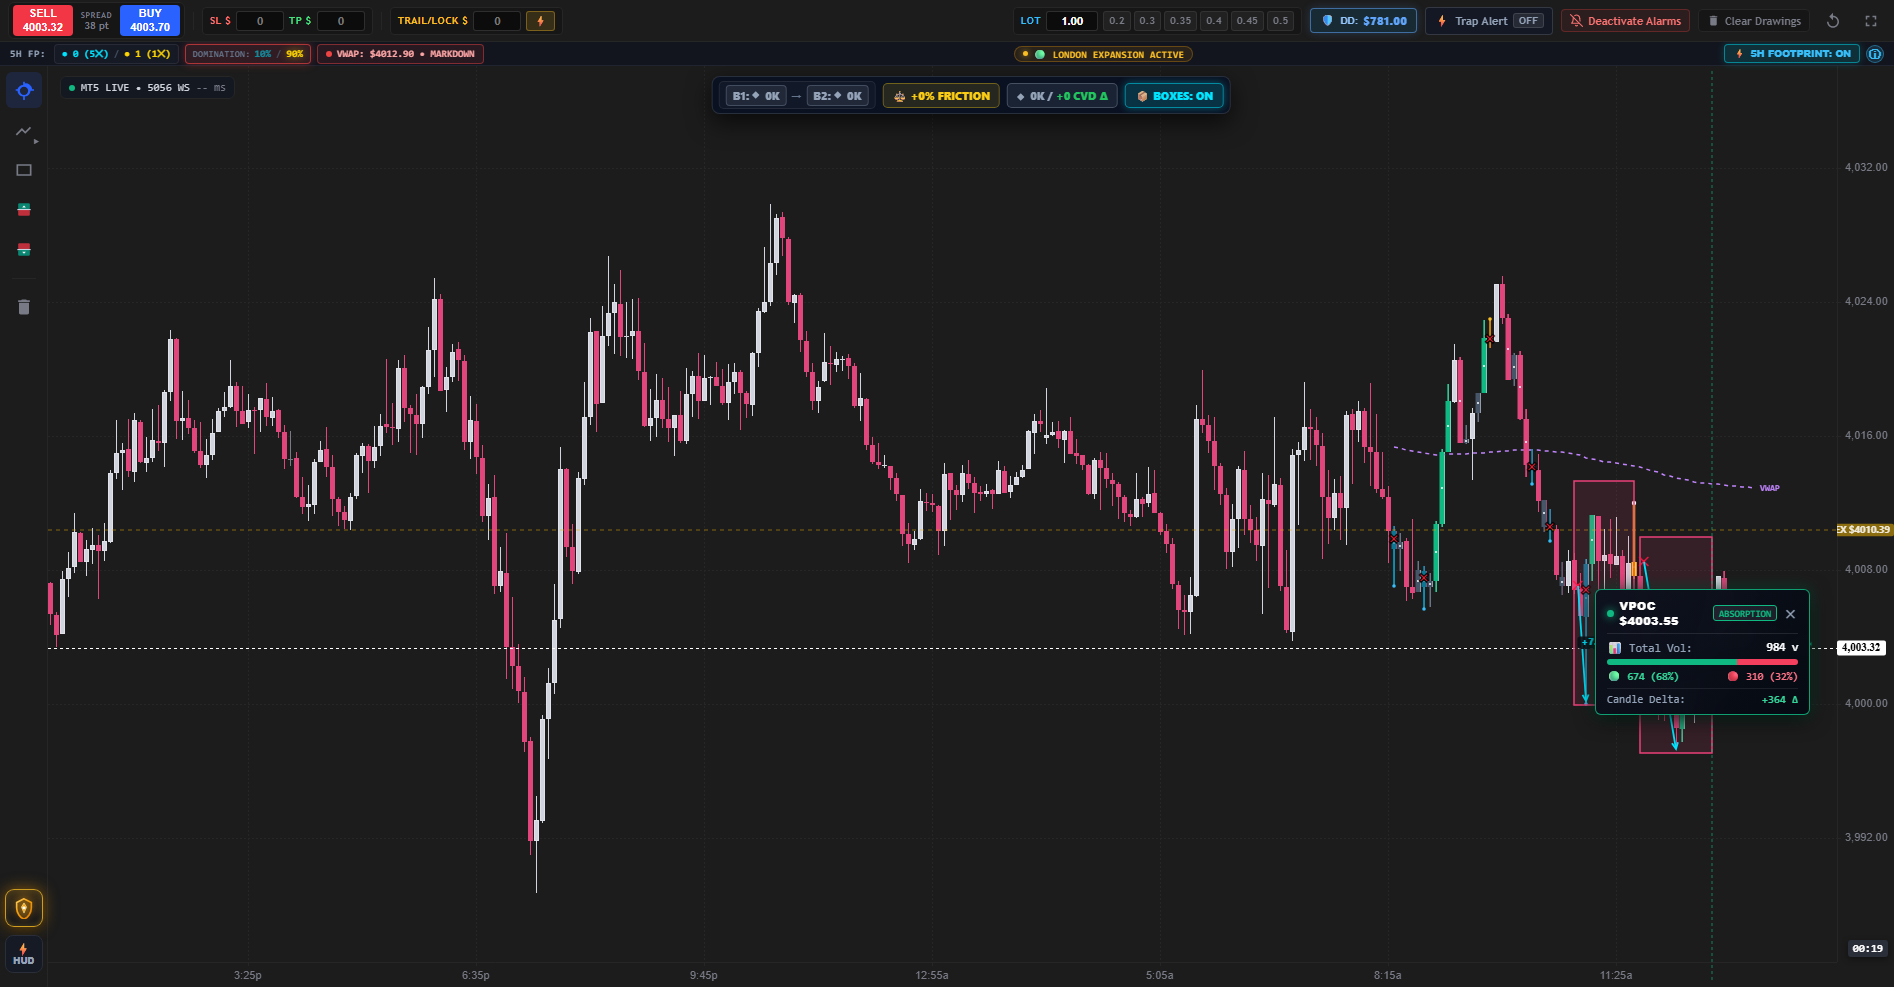 SELL
4003.32
SPREAD
38 pt
BUY
4003.70
SL $ 0 TP $ 0
TRAIL/LOCK $ 0
LOT 1.00 0.2 0.3 0.35 0.4 0.45 0.5
DD: $781.00
Trap Alert OFF
Deactivate Alarms
Clear Drawings
5H FP: 0 (5X) / 1 (1X)
DOMINATION: 10% / 90%
VWAP: $4012.90 • MARKDOWN
LONDON EXPANSION ACTIVE
5H FOOTPRINT: ON
MT5 LIVE • 5056 WS -- ms
B1: ◆ 0K → B2: ◆ 0K
+0% FRICTION
◆ 0K / +0 CVD Δ
BOXES: ON
4,032.00
4,024.00
4,016.00
VWAP
EX $4010.39
4,008.00
VPOC
$4003.55
ABSORPTION
Total Vol: 984 v
674 (68%) 310 (32%)
Candle Delta: +364 Δ
4,003.32
4,000.00
3,992.00
00:19
HUD
3:25p 6:35p 9:45p 12:55a 5:05a 8:15a 11:25a